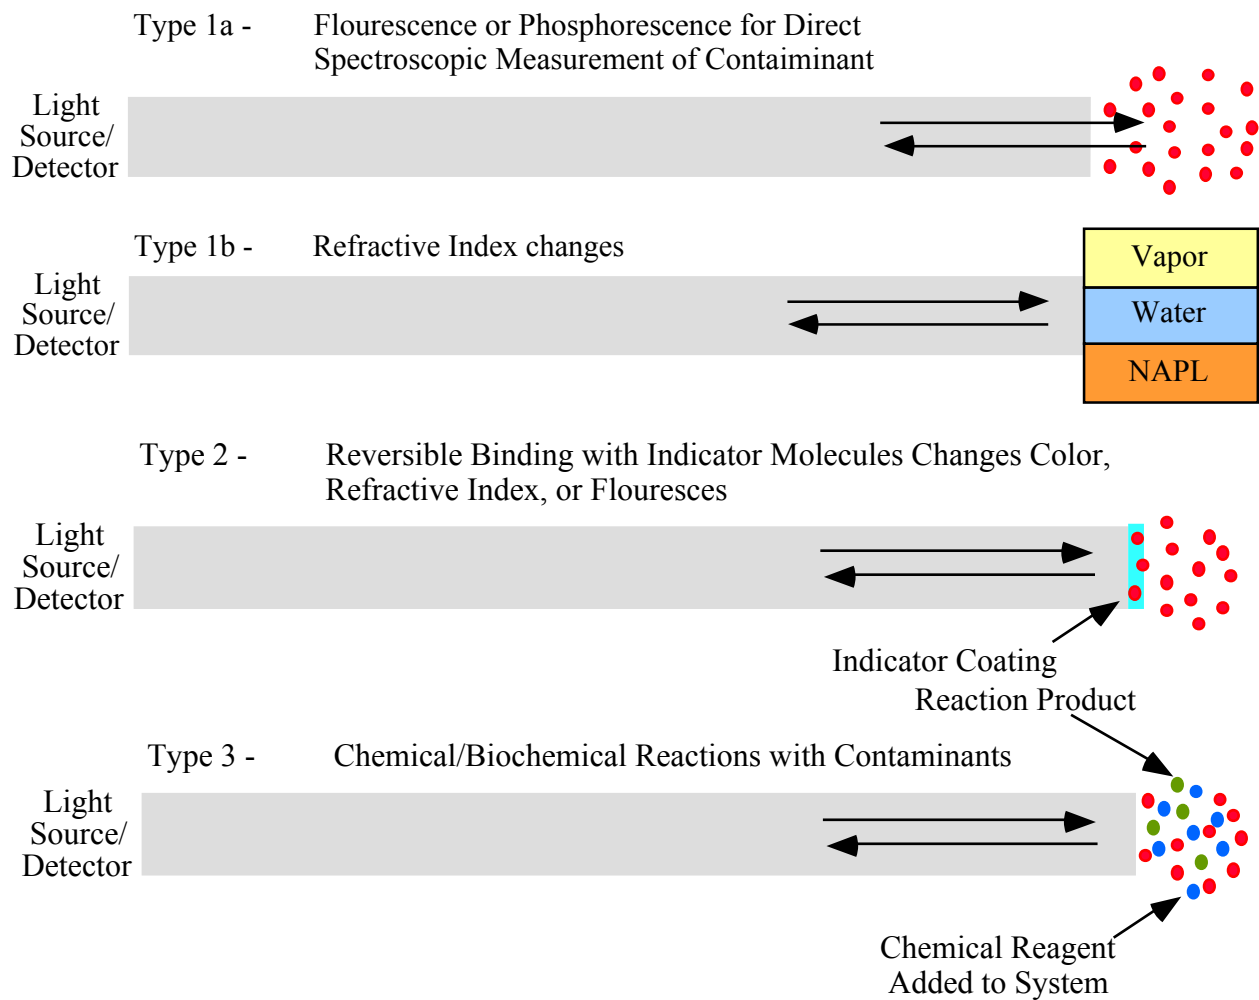 Type 1a - Flourescence or Phosphorescence for Direct
Spectroscopic Measurement of Contaiminant
Light
Source/
Detector
Type 1b - Refractive Index changes
Light
Source/
Detector
Vapor
Water
NAPL
Type 2 - Reversible Binding with Indicator Molecules Changes Color,
Refractive Index, or Flouresces
Light
Source/
Detector
Indicator Coating
Reaction Product
Type 3 - Chemical/Biochemical Reactions with Contaminants
Light
Source/
Detector
Chemical Reagent
Added to System